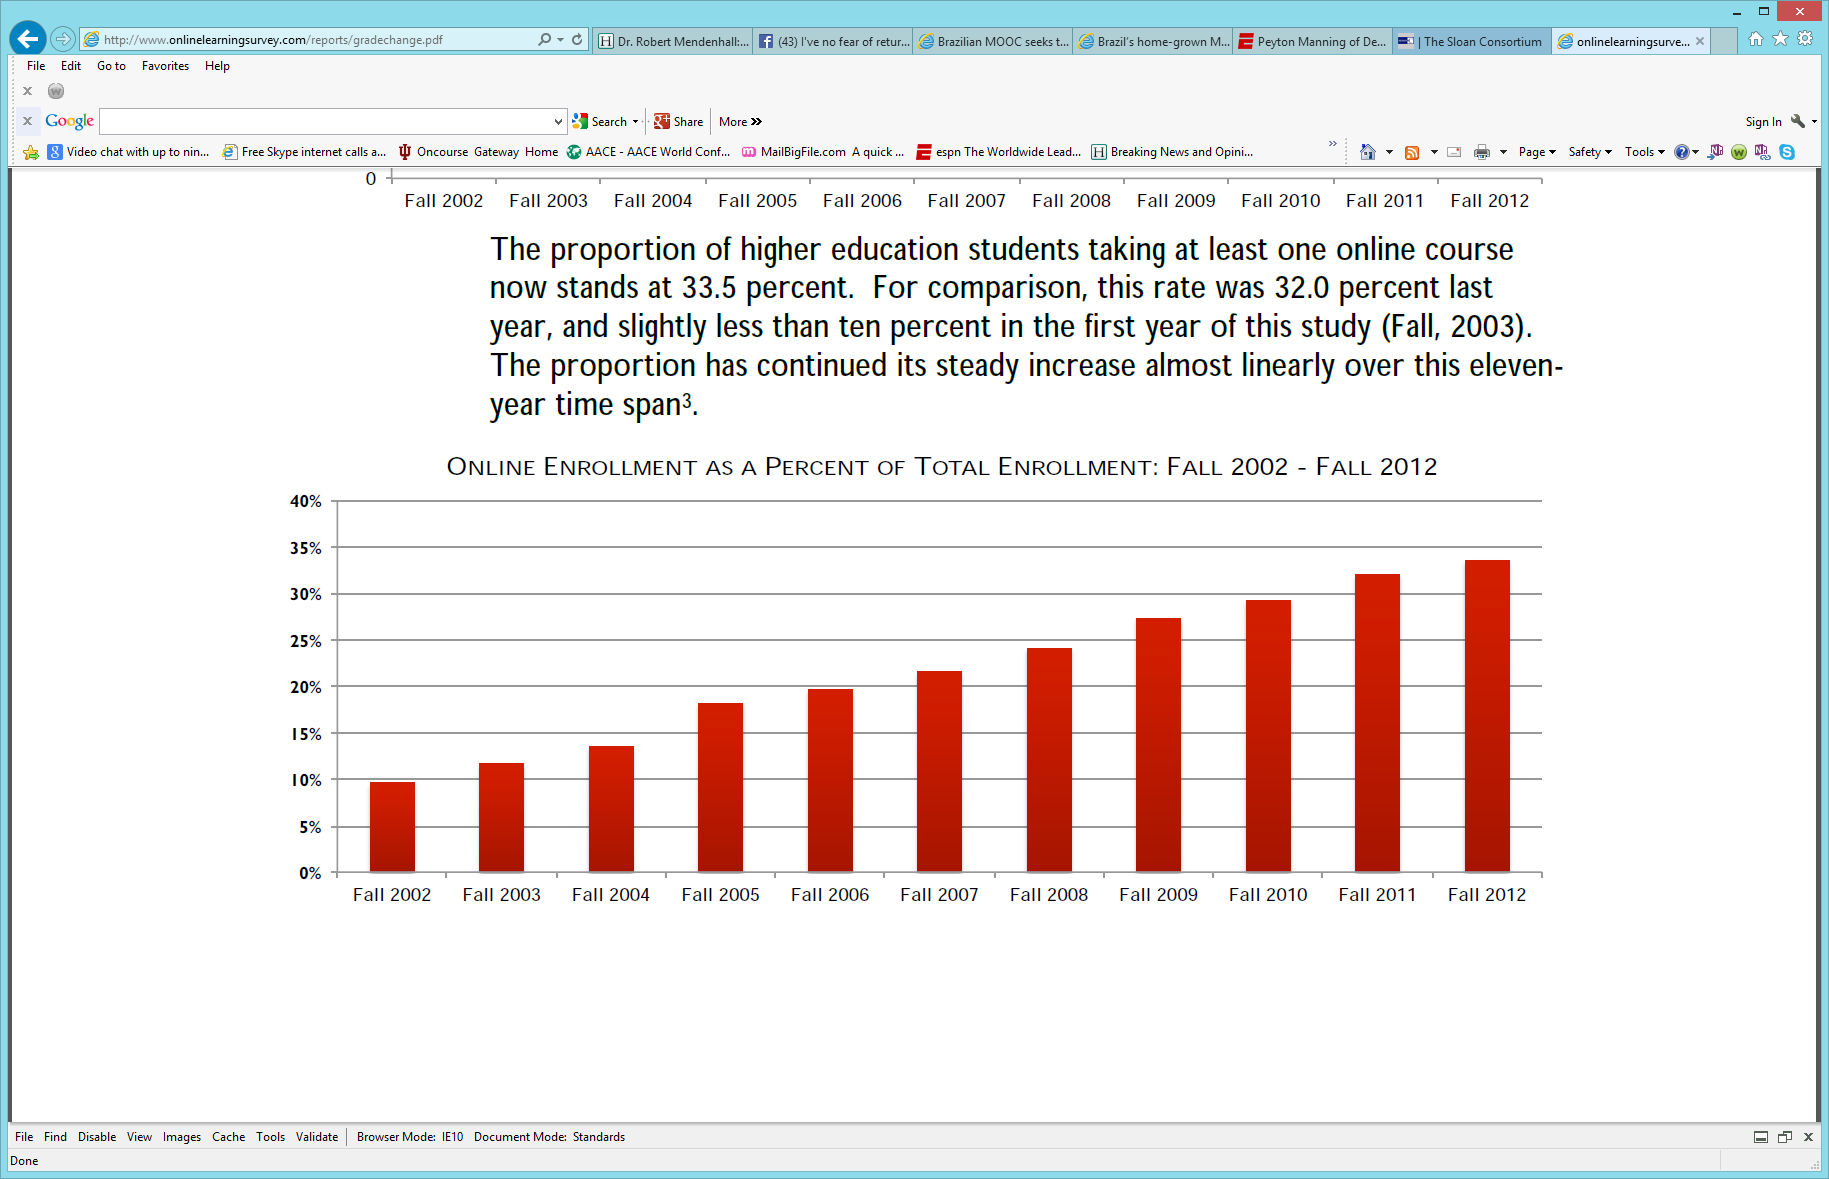 http://www.onlinelearningsurvey.com/reports/gradechange.pdf
Dr. Robert Mendenhall:...
(43) I've no fear of retur...
Brazilian MOOC seeks t...
Brazil's home-grown M...
Peyton Manning of De...
| The Sloan Consortium
onlinelearningsurve...
File Edit Go to Favorites Help
X
X Google Search Share More »
Sign In
Video chat with up to nin... Free Skype internet calls a... Oncourse Gateway Home AACE - AACE World Conf... MailBigFile.com A quick ... espn The Worldwide Lead... Breaking News and Opini... » Page Safety Tools
0
Fall 2002 Fall 2003 Fall 2004 Fall 2005 Fall 2006 Fall 2007 Fall 2008 Fall 2009 Fall 2010 Fall 2011 Fall 2012
The proportion of higher education students taking at least one online course
now stands at 33.5 percent. For comparison, this rate was 32.0 percent last
year, and slightly less than ten percent in the first year of this study (Fall, 2003).
The proportion has continued its steady increase almost linearly over this eleven-
year time span³.
ONLINE ENROLLMENT AS A PERCENT OF TOTAL ENROLLMENT: FALL 2002 - FALL 2012
40%
35%
30%
25%
20%
15%
10%
5%
0%
Fall 2002 Fall 2003 Fall 2004 Fall 2005 Fall 2006 Fall 2007 Fall 2008 Fall 2009 Fall 2010 Fall 2011 Fall 2012
File Find Disable View Images Cache Tools Validate Browser Mode: IE10 Document Mode: Standards
Done